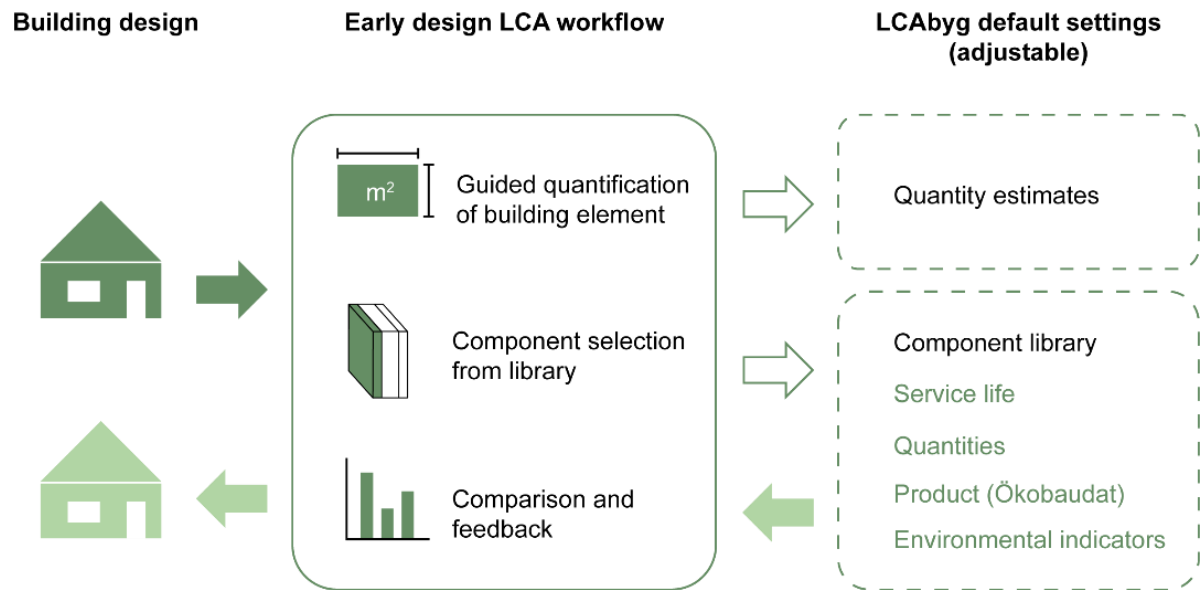 Building design
Early design LCA workflow
LCAbyg default settings
(adjustable)
m²
Guided quantification
of building element
Quantity estimates
Component selection
from library
Component library
Service life
Quantities
Product (Ökobaudat)
Environmental indicators
Comparison and
feedback